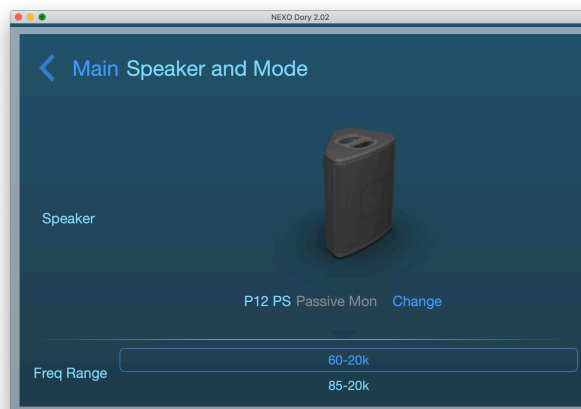 NEXO Dory 2.02
Main Speaker and Mode
Speaker
P12 PS Passive Mon Change
Freq Range
60-20k
85-20k